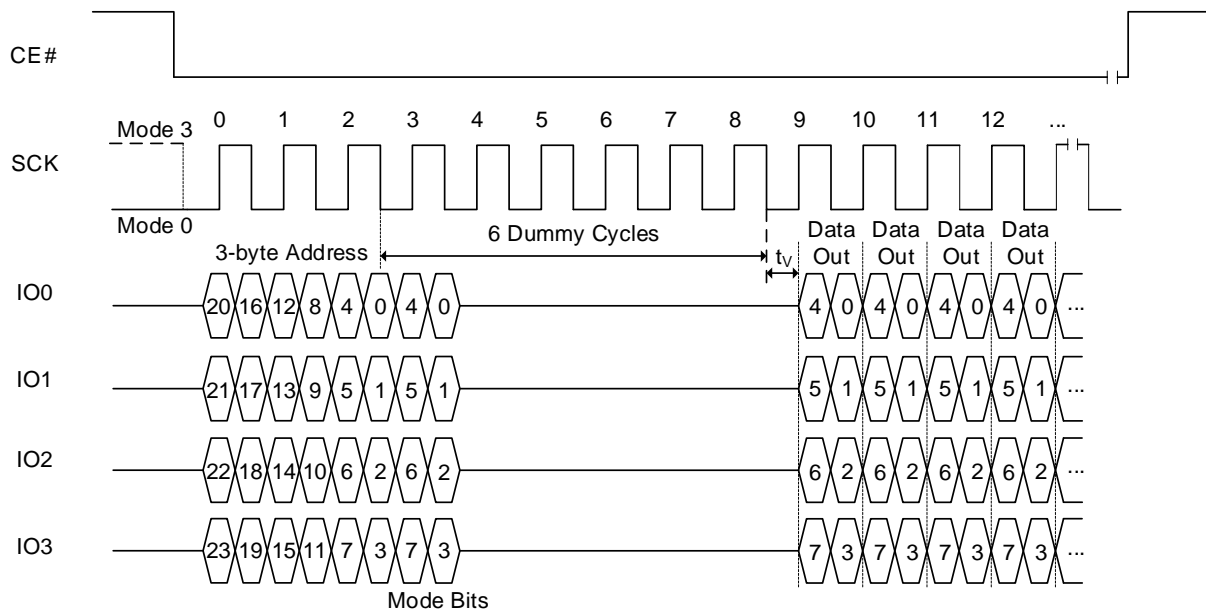 CE#
0 1 2 3 4 5 6 7 8 9 10 11 12 ...
Mode 3
SCK
Mode 0
3-byte Address
6 Dummy Cycles
tV
Data Out Data Out Data Out Data Out
IO0
20 16 12 8 4 0 4 0 4 0 4 0 4 0 4 0 ...
IO1
21 17 13 9 5 1 5 1 5 1 5 1 5 1 5 1 ...
IO2
22 18 14 10 6 2 6 2 6 2 6 2 6 2 6 2 ...
IO3
23 19 15 11 7 3 7 3 7 3 7 3 7 3 7 3 ...
Mode Bits